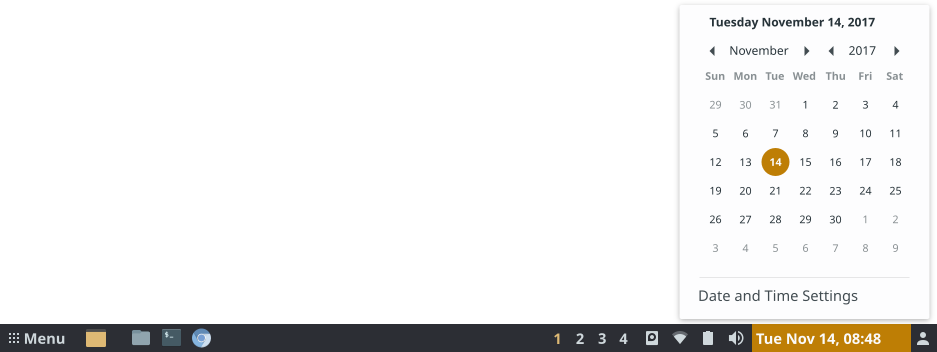 Tuesday November 14, 2017
November 2017
Sun Mon Tue Wed Thu Fri Sat
29 30 31 1 2 3 4
5 6 7 8 9 10 11
12 13 14 15 16 17 18
19 20 21 22 23 24 25
26 27 28 29 30 1 2
3 4 5 6 7 8 9
Date and Time Settings
Menu $_ 1 2 3 4 Tue Nov 14, 08:48